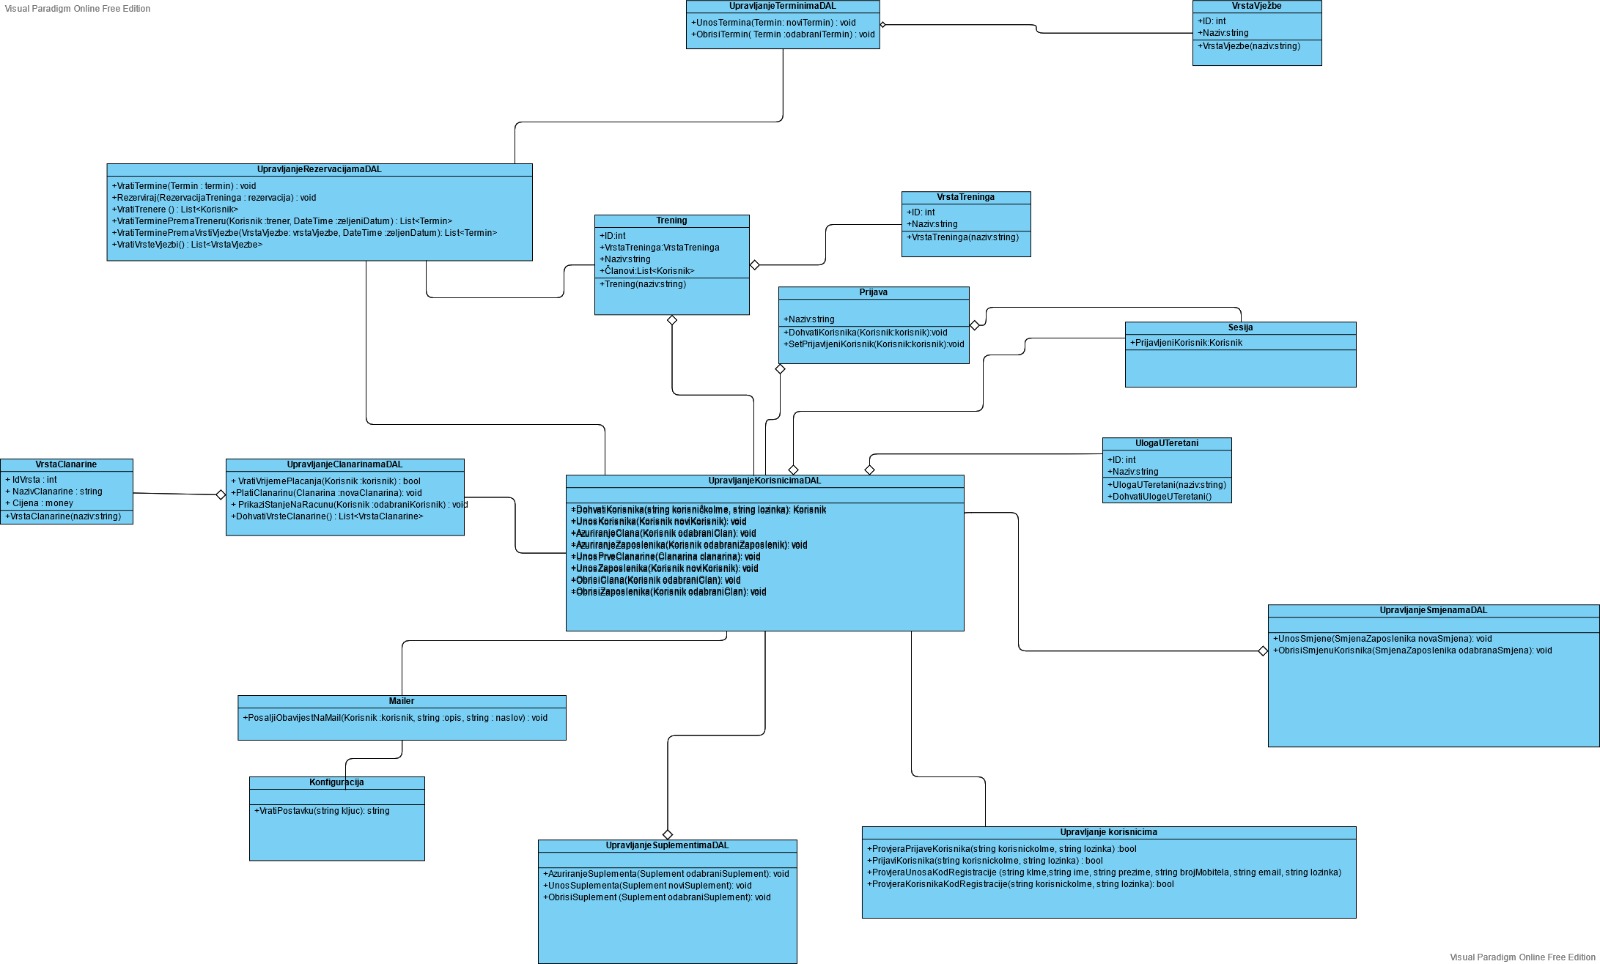 Visual Paradigm Online Free Edition
UpravljanjeTerminimaDAL
+UnosTermina(Termin: noviTermin) : void
+ObrisiTermin( Termin :odabraniTermin) : void
VrstaVježbe
+ID: int
+Naziv:string
+VrstaVjezbe(naziv:string)
UpravljanjeRezervacijamaDAL
+VratiTermine(Termin : termin) : void
+Rezerviraj(RezervacijaTreninga : rezervacija) : void
+VratiTrenere () : List<Korisnik>
+VratiTerminePremaTreneru(Korisnik :trener, DateTime :zeljeniDatum) : List<Termin>
+VratiTerminePremaVrstiVjezbe(VrstaVjezbe: vrstaVjezbe, DateTime :zeljenDatum): List<Termin>
+VratiVrsteVjezbi() : List<VrstaVjezbe>
Trening
+ID:int
+VrstaTreninga:VrstaTreninga
+Naziv:string
+Članovi:List<Korisnik>
+Trening(naziv:string)
VrstaTreninga
+ID: int
+Naziv:string
+VrstaTreninga(naziv:string)
Prijava
+Naziv:string
+DohvatiKorisnika(Korisnik:korisnik):void
+SetPrijavljeniKorisnik(Korisnik:korisnik):void
Sesija
+PrijavljeniKorisnik:Korisnik
VrstaClanarine
+ IdVrsta : int
+ NazivClanarine : string
+ Cijena : money
+VrstaClanarine(naziv:string)
UpravljanjeClanarinamaDAL
+ VratiVrijemePlacanja(Korisnik :korisnik) : bool
+PlatiClanarinu(Clanarina :novaClanarina): void
+ PrikaziStanjeNaRacunu(Korisnik :odabraniKorisnik) : void
+DohvatiVrsteClanarine() : List<VrstaClanarine>
UlogaUTeretani
+ID: int
+Naziv:string
+UlogaUTeretani(naziv:string)
+DohvatiUlogeUTeretani()
UpravljanjeKorisnicimaDAL
+DohvatiKorisnika(string korisničkoIme, string lozinka): Korisnik
+UnosKorisnika(Korisnik noviKorisnik): void
+AzuriranjeClana(Korisnik odabraniClan): void
+AzuriranjeZaposlenika(Korisnik odabraniZaposlenik): void
+UnosPrveClanarine(Clanarina clanarina): void
+UnosZaposlenika(Korisnik noviKorisnik): void
+ObrisiClana(Korisnik odabraniClan): void
+ObrisiZaposlenika(Korisnik odabraniClan): void
UpravljanjeSmjenamaDAL
+UnosSmjene(SmjenaZaposlenika novaSmjena): void
+ObrisiSmjenuKorisnika(SmjenaZaposlenika odabranaSmjena): void
Mailer
+PosaljiObavijestNaMail(Korisnik :korisnik, string :opis, string : naslov) : void
Konfiguracija
+VratiPostavku(string kljuc): string
UpravljanjeSuplementimaDAL
+AzuriranjeSuplementa(Suplement odabraniSuplement): void
+UnosSuplementa(Suplement noviSuplement): void
+ObrisiSuplement (Suplement odabraniSuplement): void
Upravljanje korisnicima
+ProvjeraPrijaveKorisnika(string korisnickoIme, string lozinka) :bool
+PrijaviKorisnika(string korisnickoIme, string lozinka) : bool
+ProvjeraUnosaKodRegistracije (string kIme,string ime, string prezime, string brojMobitela, string email, string lozinka)
+ProvjeraKorisnikaKodRegistracije(string korisnickoIme, string lozinka): bool
Visual Paradigm Online Free Edition